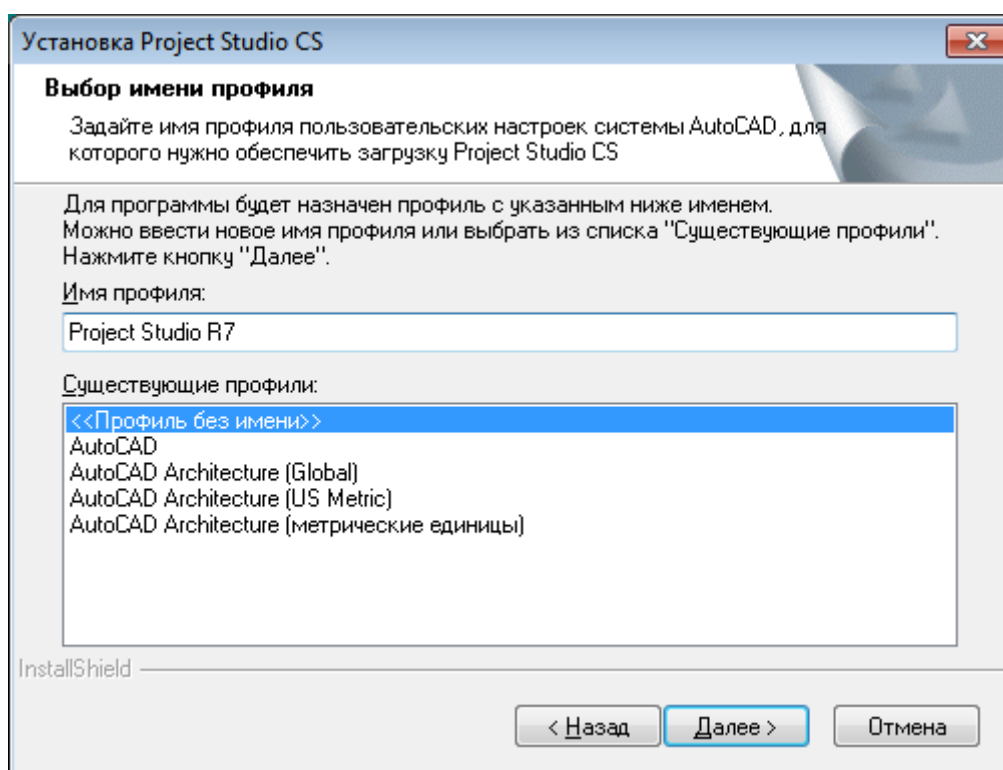 Установка Project Studio CS
Выбор имени профиля
Задайте имя профиля пользовательских настроек системы AutoCAD, для
которого нужно обеспечить загрузку Project Studio CS
Для программы будет назначен профиль с указанным ниже именем.
Можно ввести новое имя профиля или выбрать из списка "Существующие профили".
Нажмите кнопку "Далее".
Имя профиля:
Project Studio R7
Существующие профили:
<<Профиль без имени>>
AutoCAD
AutoCAD Architecture (Global)
AutoCAD Architecture (US Metric)
AutoCAD Architecture (метрические единицы)
InstallShield
< Назад Далее > Отмена